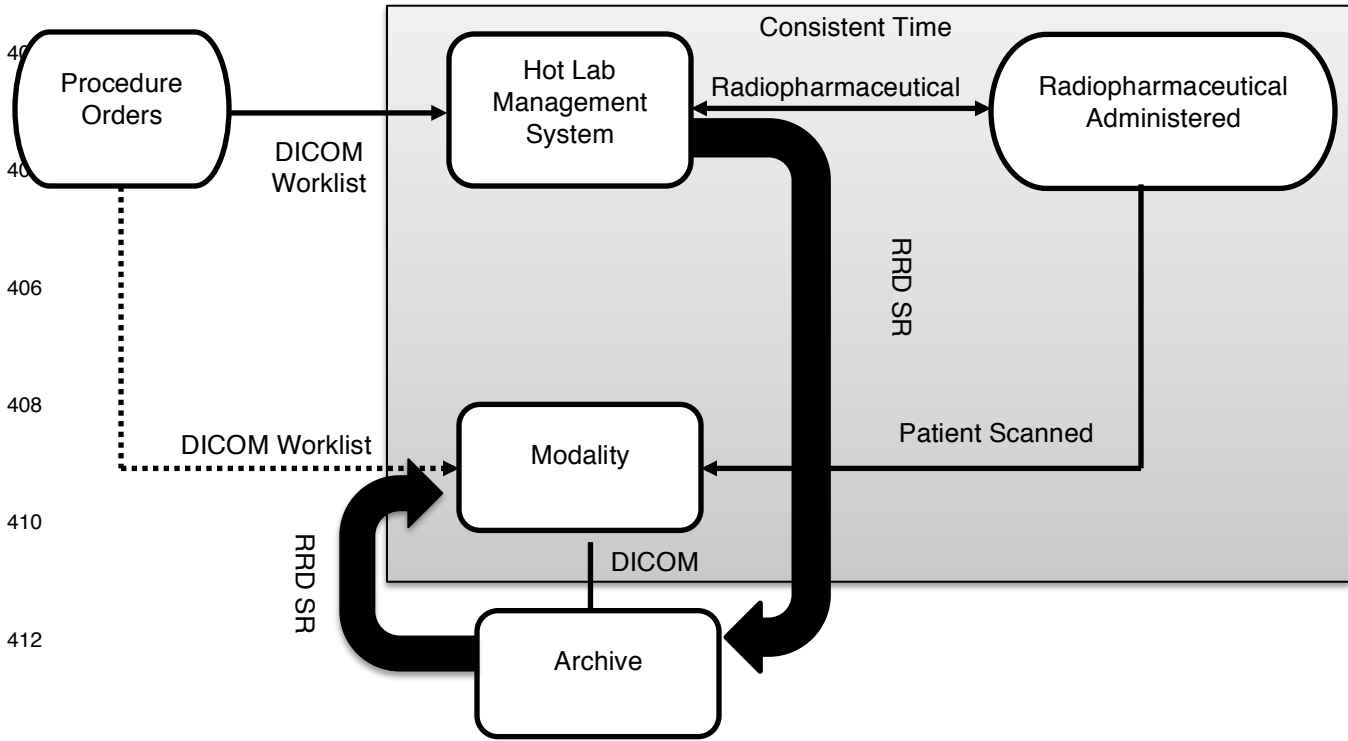 Consistent Time
Procedure
Orders
Hot Lab
Management
System
Radiopharmaceutical
Radiopharmaceutical
Administered
DICOM
Worklist
RRD SR
406
408
DICOM Worklist
Modality
Patient Scanned
410
RRD SR
DICOM
412
Archive